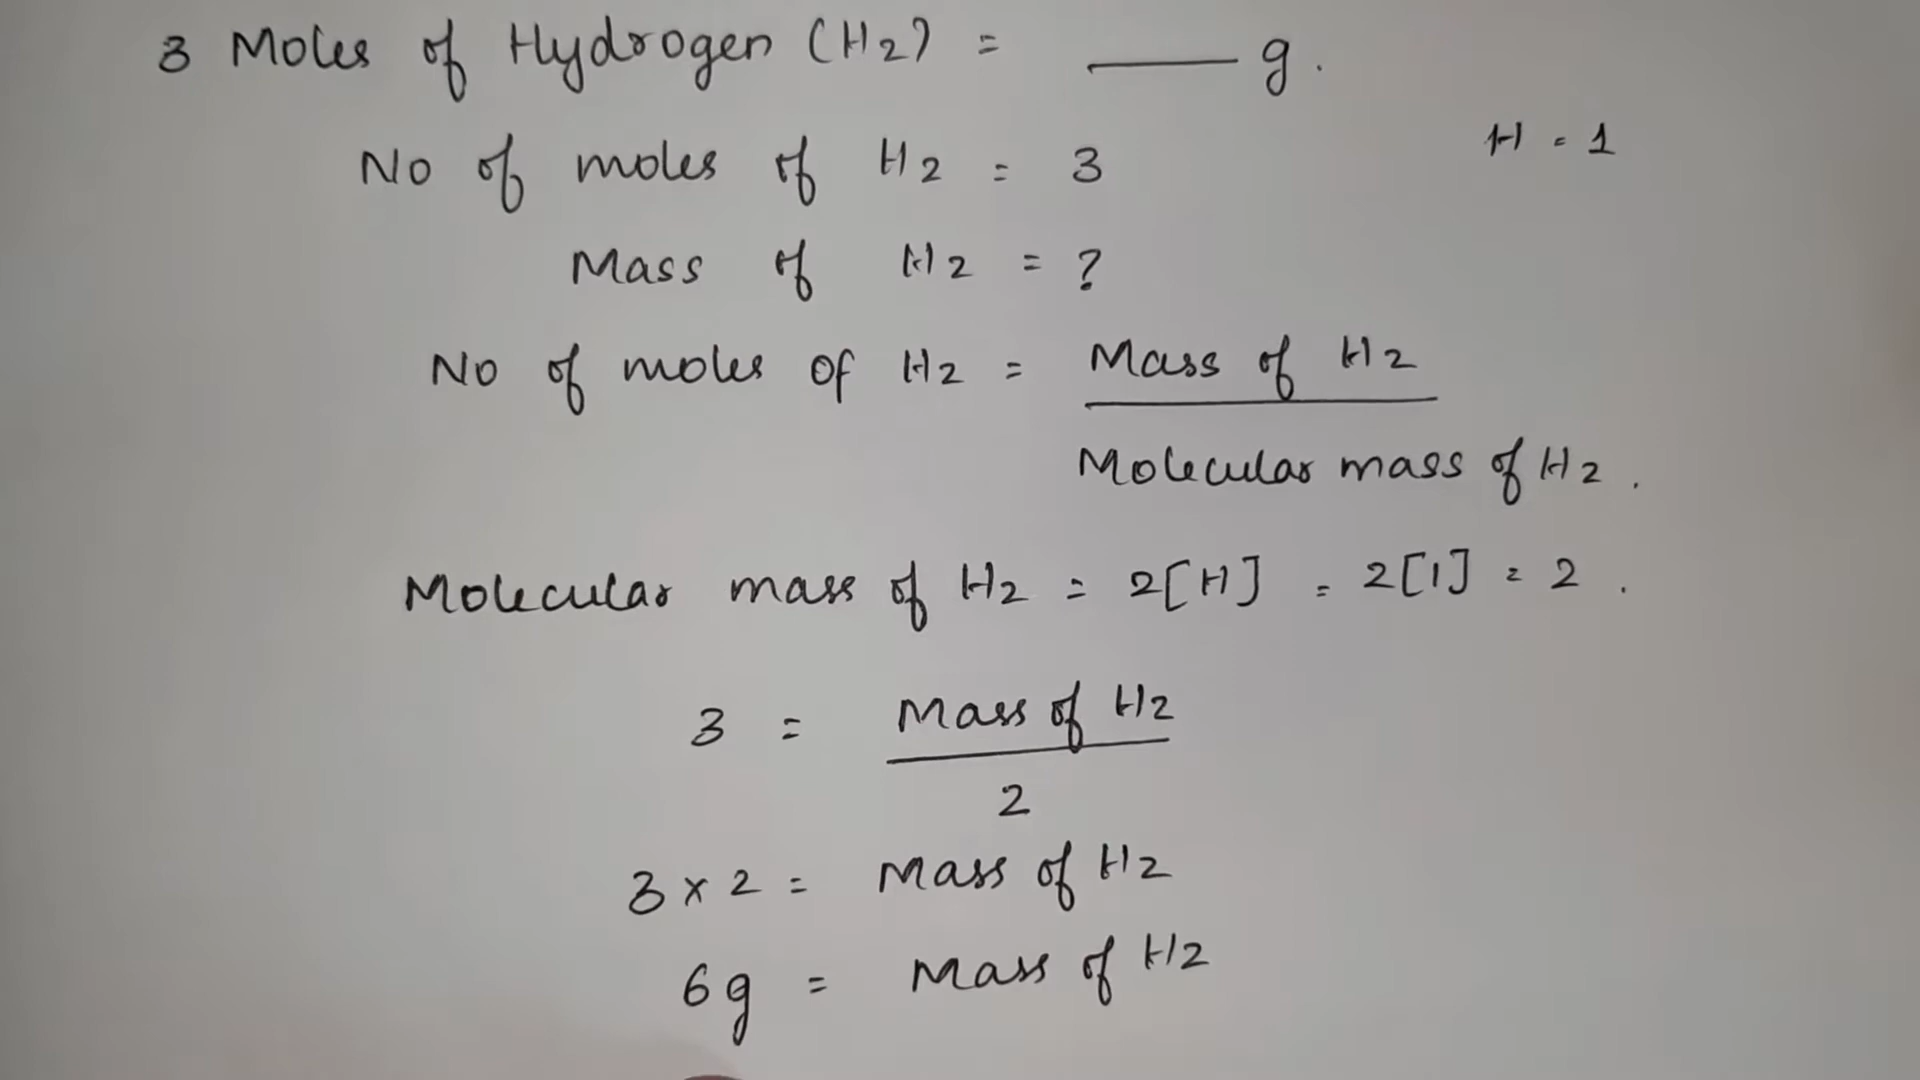 3 Moles of Hydrogen (H2) = ___ g.
H = 1
No of moles of H2 = 3
Mass of H2 = ?
No of moles of H2 = Mass of H2
Molecular mass of H2.
Molecular mass of H2 = 2[H] = 2[1] = 2.
3 = Mass of H2
2
3 x 2 = Mass of H2
6g = Mass of H2